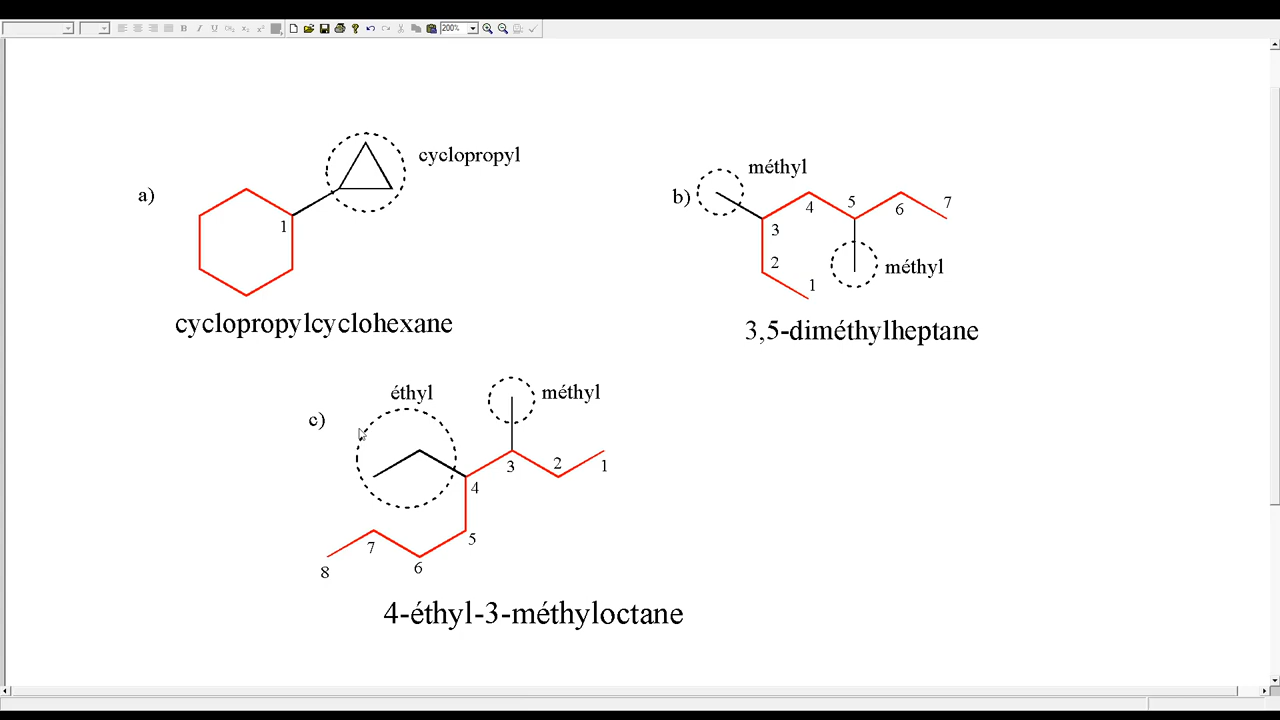 B I U
200%
cyclopropyl
a)
1
cyclopropylcyclohexane
méthyl
b)
4 5 6 7
3
2
1
méthyl
3,5-diméthylheptane
éthyl
méthyl
c)
4 3 2 1
5
6
7
8
4-éthyl-3-méthyloctane